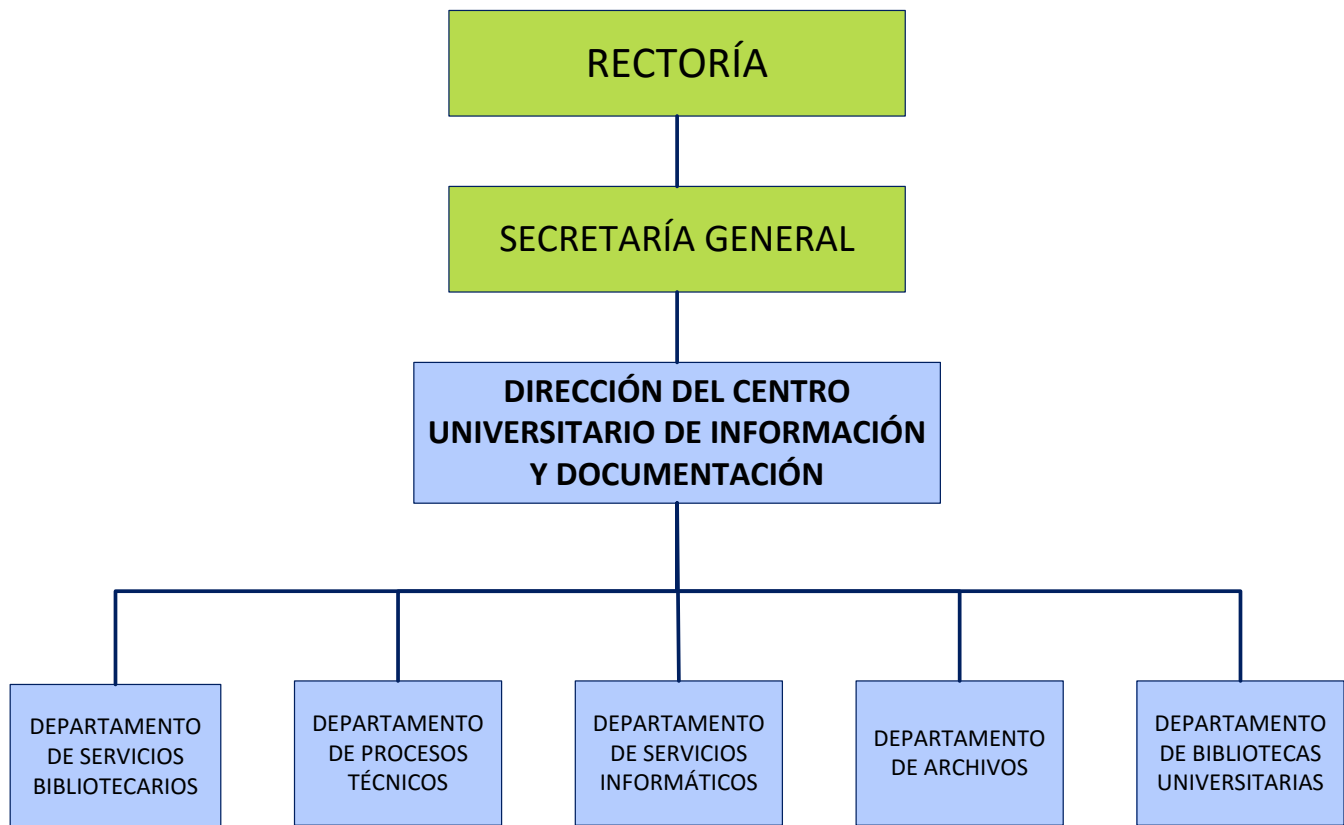 RECTORÍA
SECRETARÍA GENERAL
DIRECCIÓN DEL CENTRO
UNIVERSITARIO DE INFORMACIÓN
Y DOCUMENTACIÓN
DEPARTAMENTO
DE SERVICIOS
BIBLIOTECARIOS
DEPARTAMENTO
DE PROCESOS
TÉCNICOS
DEPARTAMENTO
DE SERVICIOS
INFORMÁTICOS
DEPARTAMENTO
DE ARCHIVOS
DEPARTAMENTO
DE BIBLIOTECAS
UNIVERSITARIAS